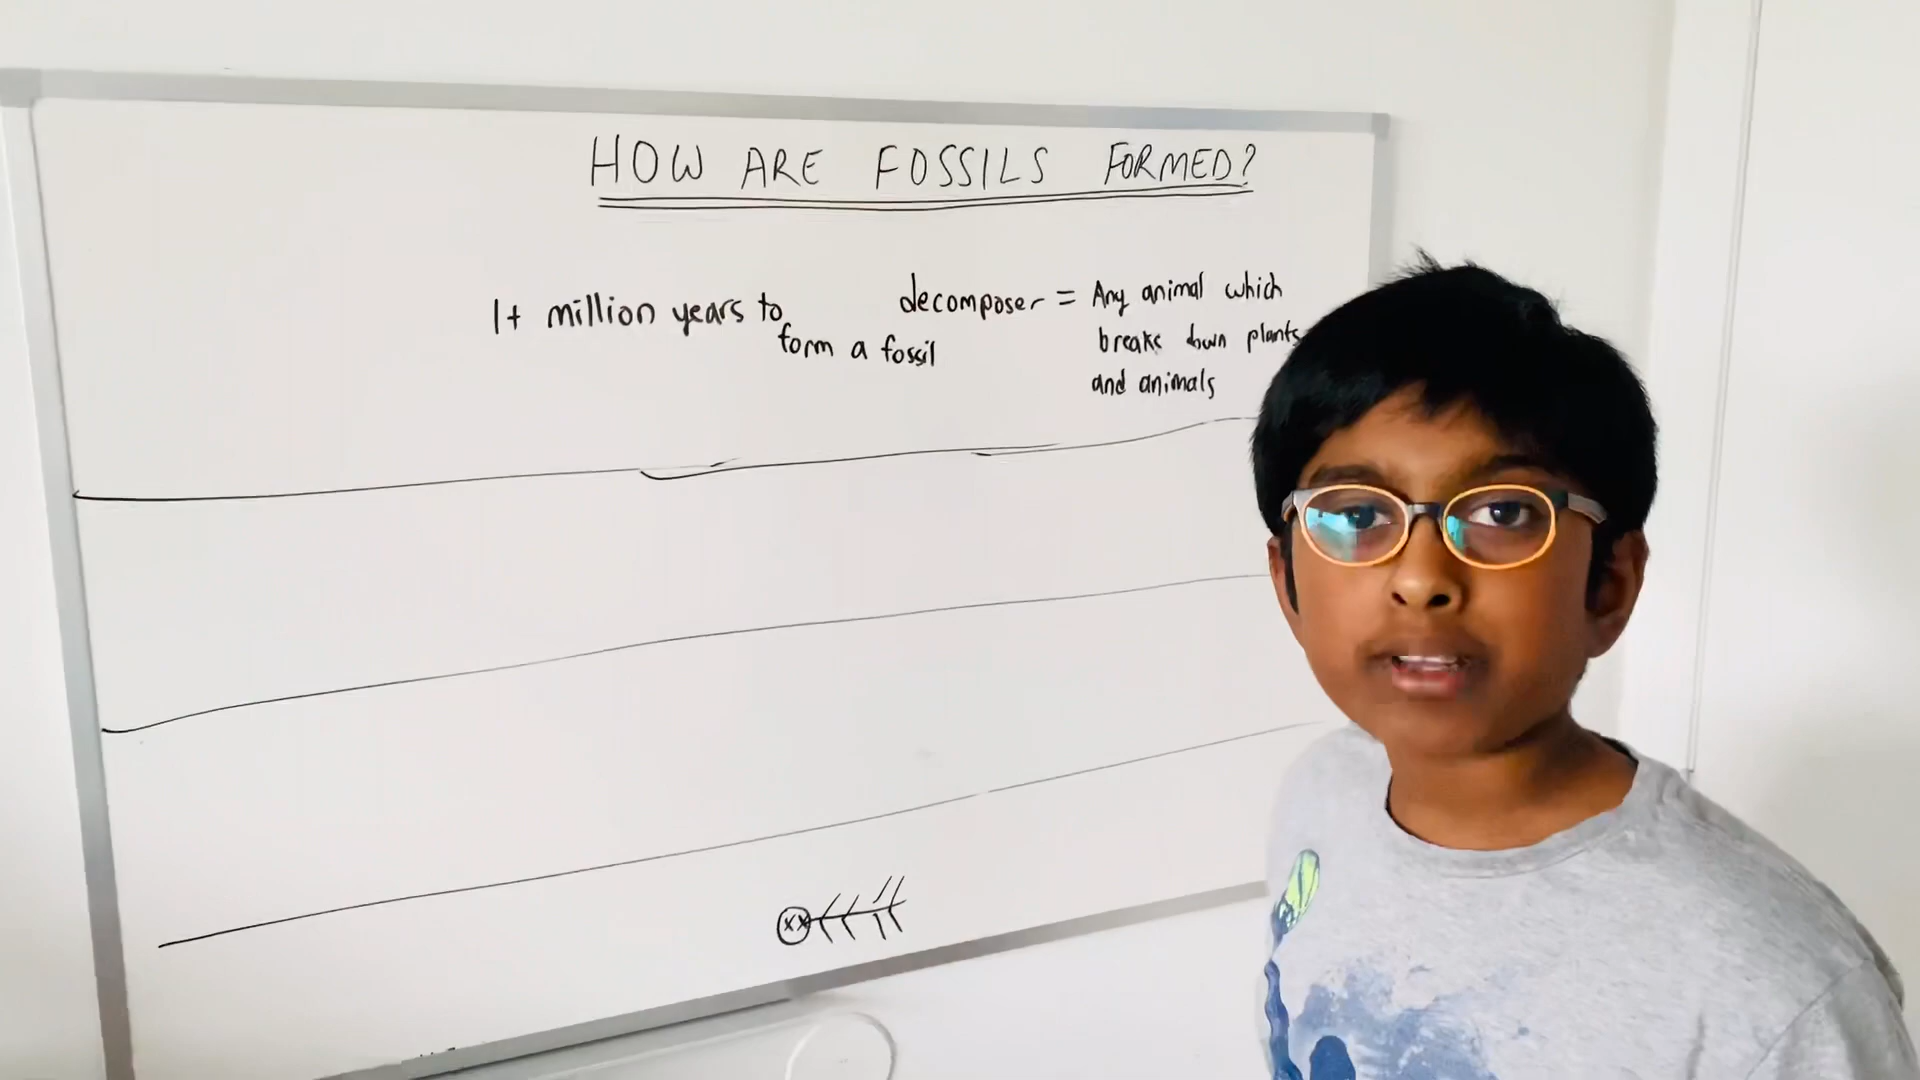 HOW ARE FOSSILS FORMED?
1+ million years to
form a fossil
decomposer = Any animal which
breaks down plants
and animals
xx